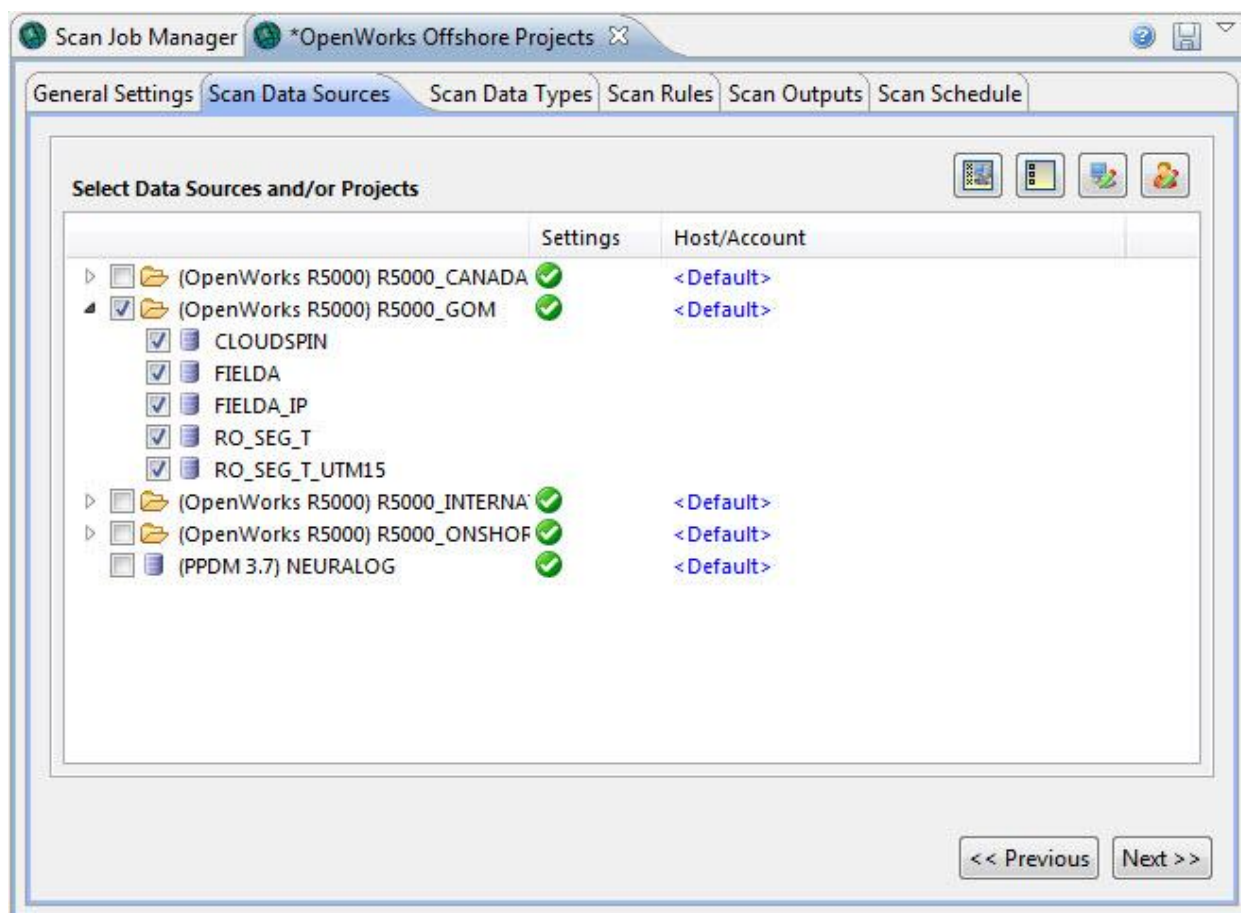 Scan Job Manager *OpenWorks Offshore Projects
General Settings Scan Data Sources Scan Data Types Scan Rules Scan Outputs Scan Schedule
Select Data Sources and/or Projects
Settings Host/Account
(OpenWorks R5000) R5000_CANADA <Default>
(OpenWorks R5000) R5000_GOM <Default>
CLOUDSPIN
FIELDA
FIELDA_IP
RO_SEG_T
RO_SEG_T_UTM15
(OpenWorks R5000) R5000_INTERNA <Default>
(OpenWorks R5000) R5000_ONSHOR <Default>
(PPDM 3.7) NEURALOG <Default>
<< Previous Next >>